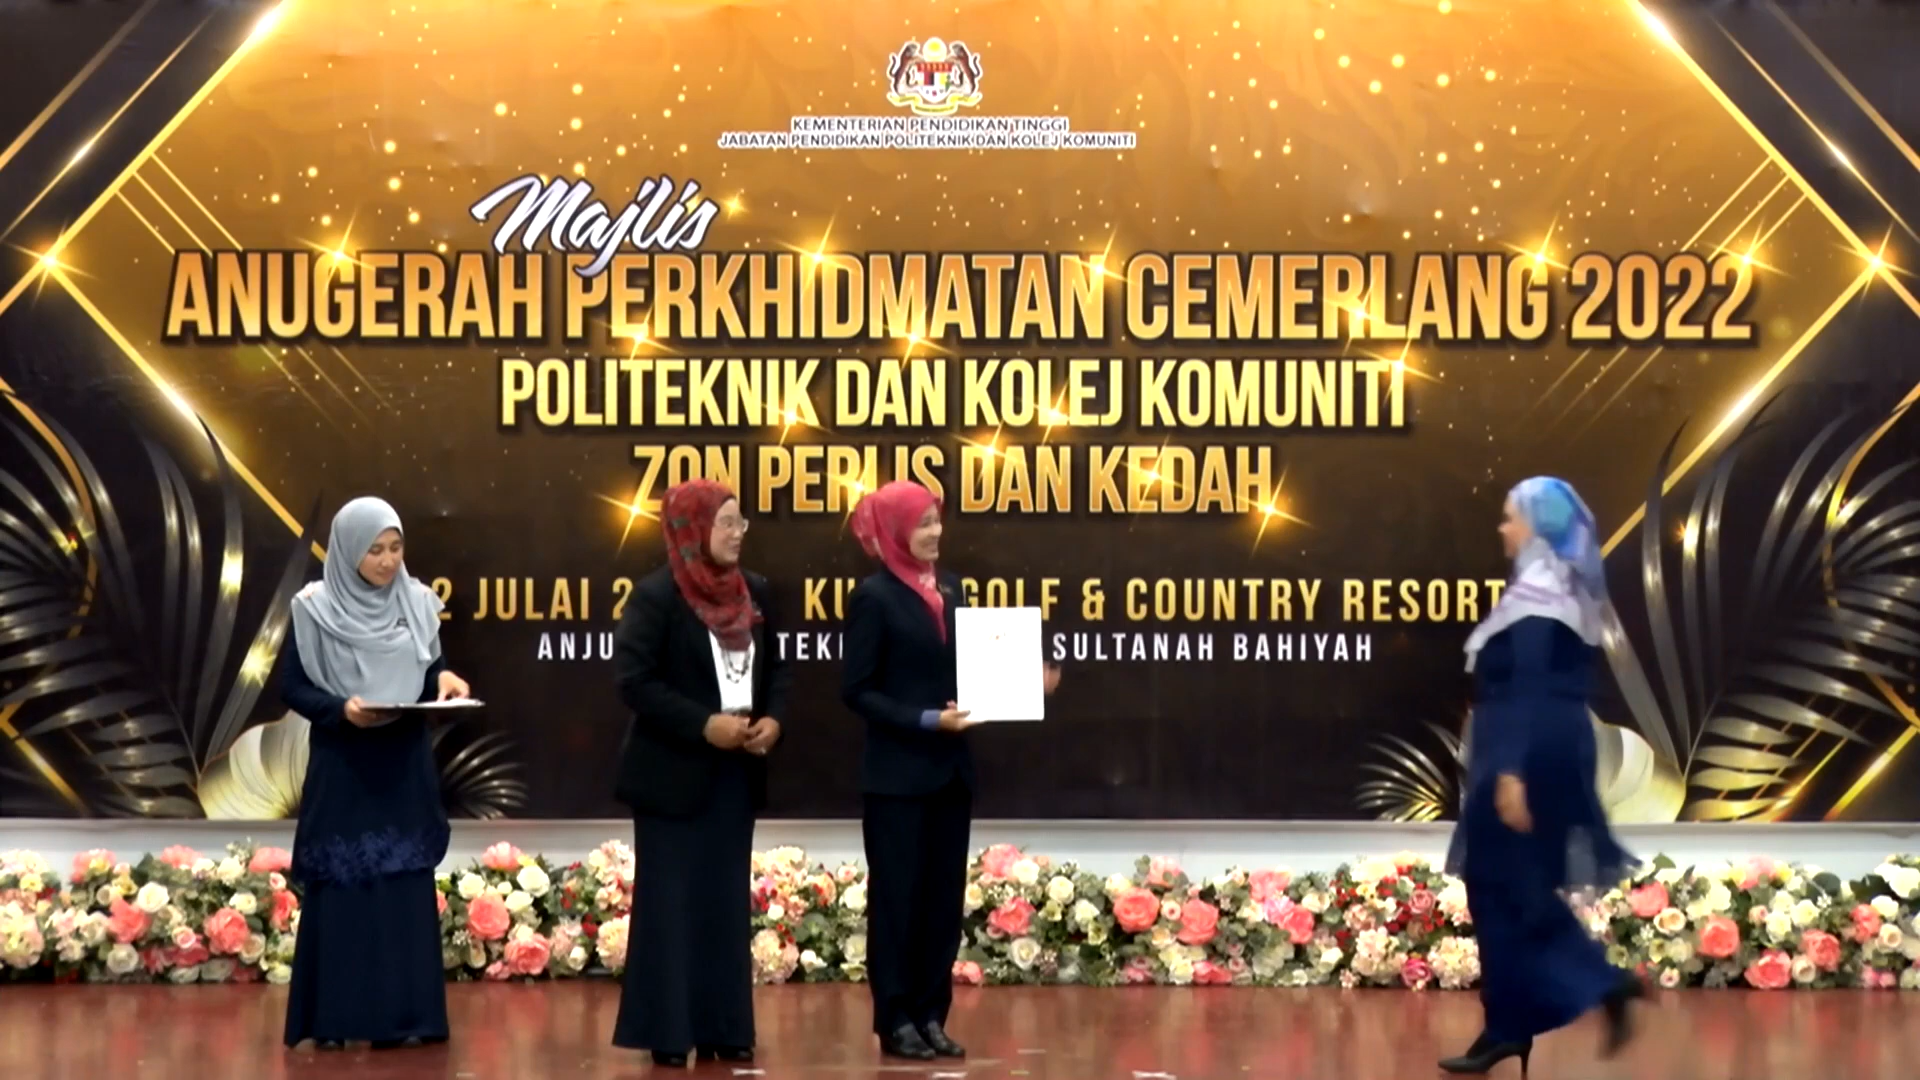 KEMENTERIAN PENDIDIKAN TINGGI
JABATAN PENDIDIKAN POLITEKNIK DAN KOLEJ KOMUNITI
Majlis
ANUGERAH PERKHIDMATAN CEMERLANG 2022
POLITEKNIK DAN KOLEJ KOMUNITI
ZON PERLIS DAN KEDAH
2 JULAI GOLF & COUNTRY RESORT
SULTANAH BAHIYAH